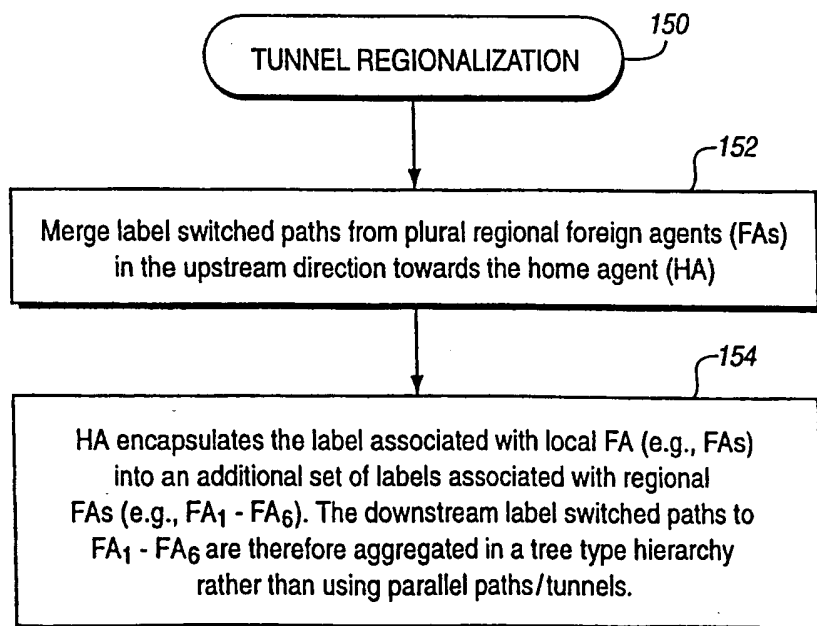 150
TUNNEL REGIONALIZATION
152
Merge label switched paths from plural regional foreign agents (FAs)
in the upstream direction towards the home agent (HA)
154
HA encapsulates the label associated with local FA (e.g., FAs)
into an additional set of labels associated with regional
FAs (e.g., FA1 - FA6). The downstream label switched paths to
FA1 - FA6 are therefore aggregated in a tree type hierarchy
rather than using parallel paths/tunnels.